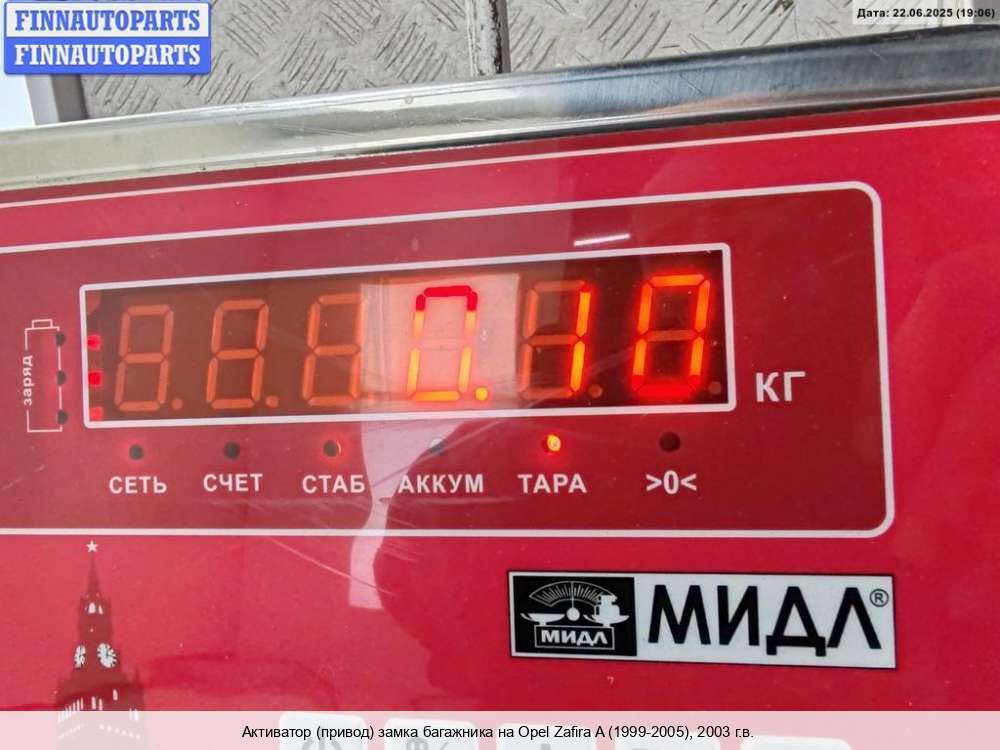 FINNAUTOPARTS
FINNAUTOPARTS
Дата: 22.06.2025 (19:06)
заряд
0.10
КГ
СЕТЬ СЧЕТ СТАБ АККУМ ТАРА >0<
МИДЛ
МИДЛ®
Активатор (привод) замка багажника на Opel Zafira A (1999-2005), 2003 г.в.